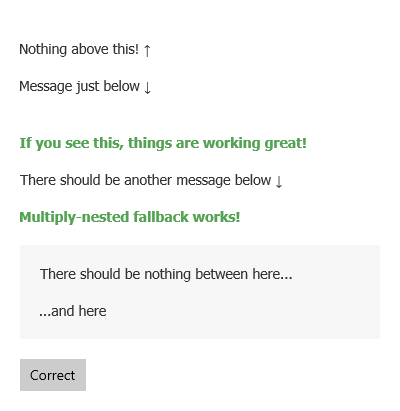 Nothing above this! ↑
Message just below ↓
If you see this, things are working great!
There should be another message below ↓
Multiply-nested fallback works!
There should be nothing between here...
...and here
Correct